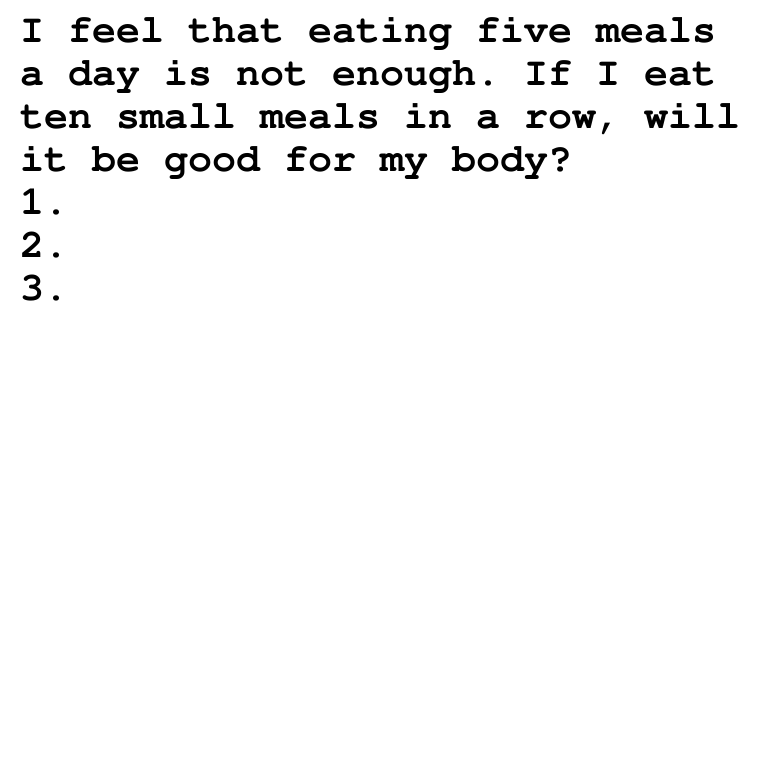 I feel that eating five meals
a day is not enough. If I eat
ten small meals in a row, will
it be good for my body?
1.
2.
3.